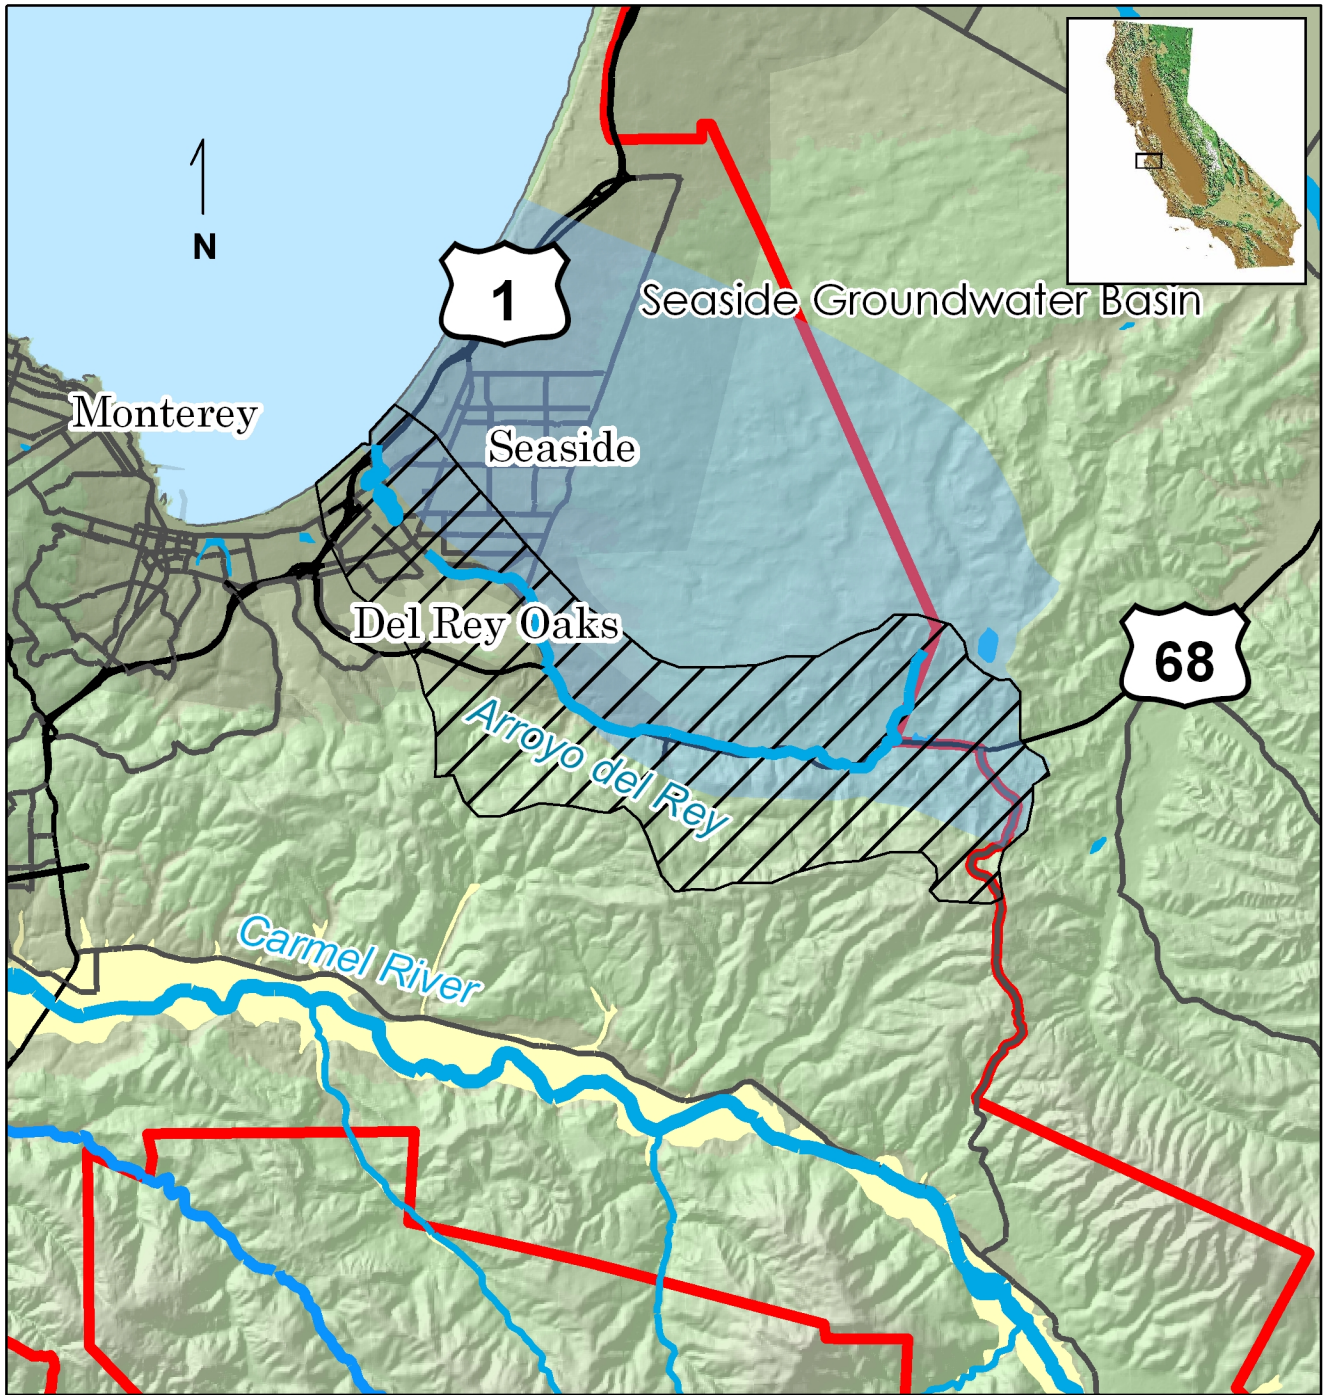 N
1
Seaside Groundwater Basin
Monterey
Seaside
Del Rey Oaks
68
Arroyo del Rey
Carmel River